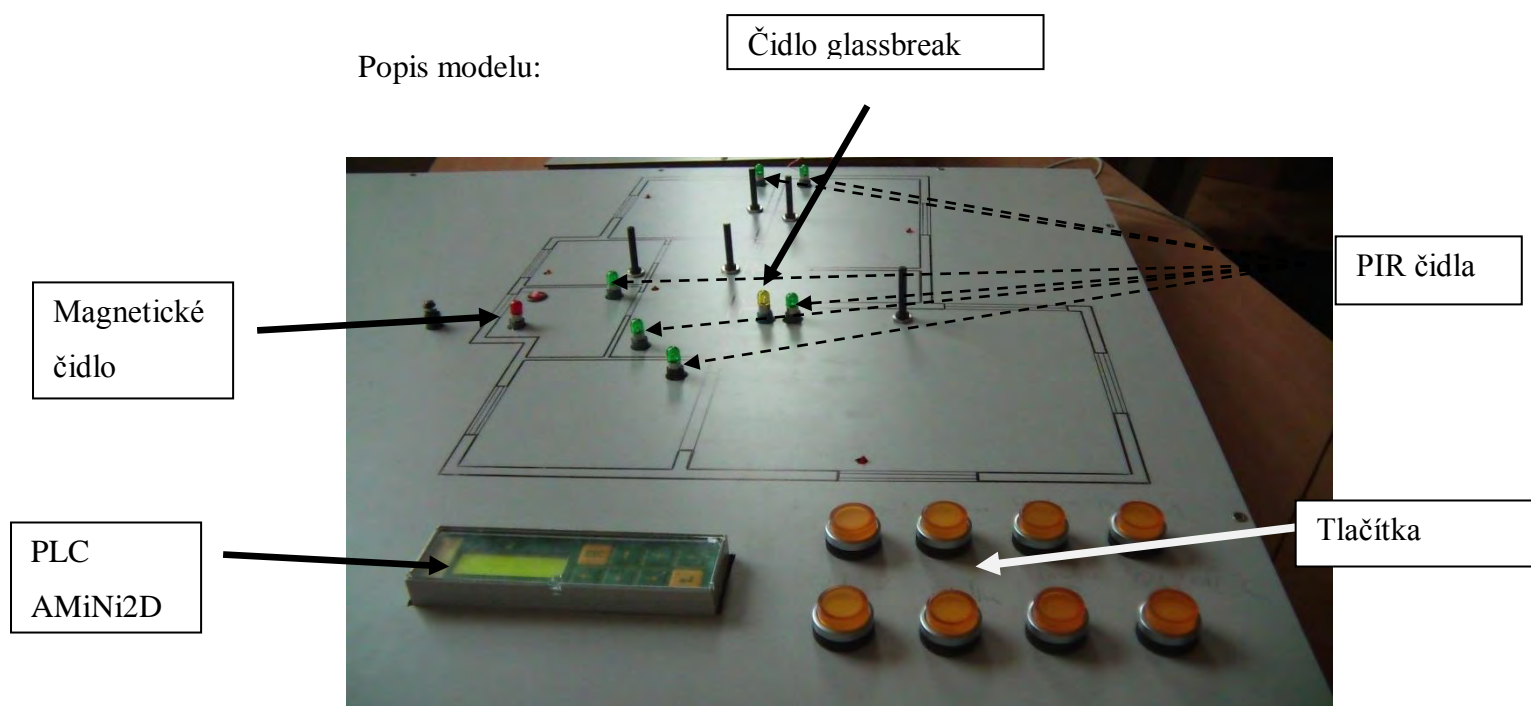 Čidlo glassbreak
Popis modelu:
PIR čidla
Magnetické
čidlo
Tlačítka
PLC
AMiNi2D